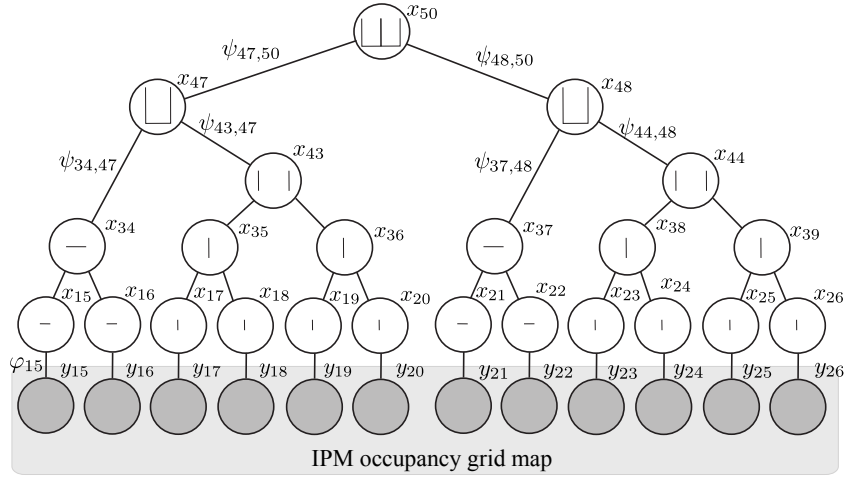 x50
ψ47,50 ψ48,50
x47 x48
ψ43,47 ψ44,48
ψ34,47 x43 ψ37,48 x44
x34 x35 x36 x37 x38 x39
x15 x16 x17 x18 x19 x20 x21 x22 x23 x24 x25 x26
φ15 y15 y16 y17 y18 y19 y20 y21 y22 y23 y24 y25 y26
IPM occupancy grid map